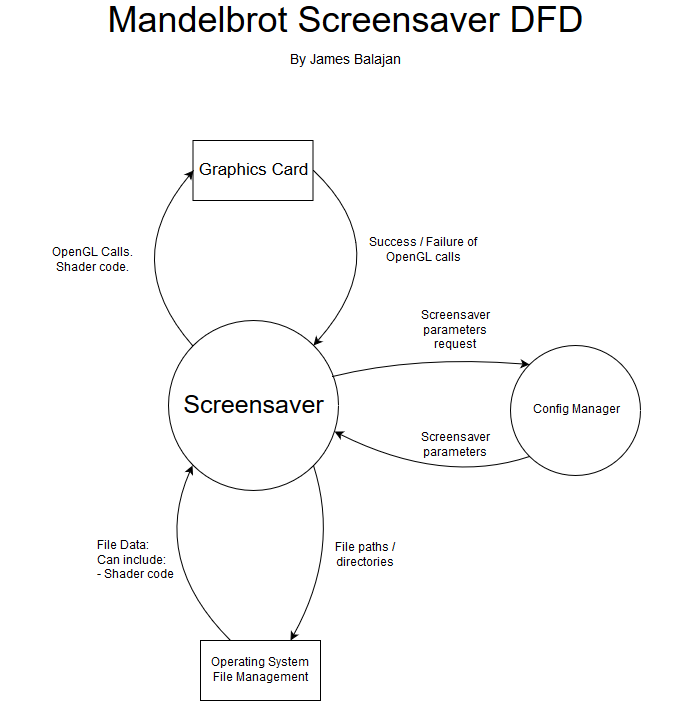 Mandelbrot Screensaver DFD
By James Balajan
Graphics Card
OpenGL Calls.
Shader code.
Success / Failure of
OpenGL calls
Screensaver
parameters
request
Screensaver
Config Manager
Screensaver
parameters
File Data:
Can include:
- Shader code
File paths /
directories
Operating System
File Management